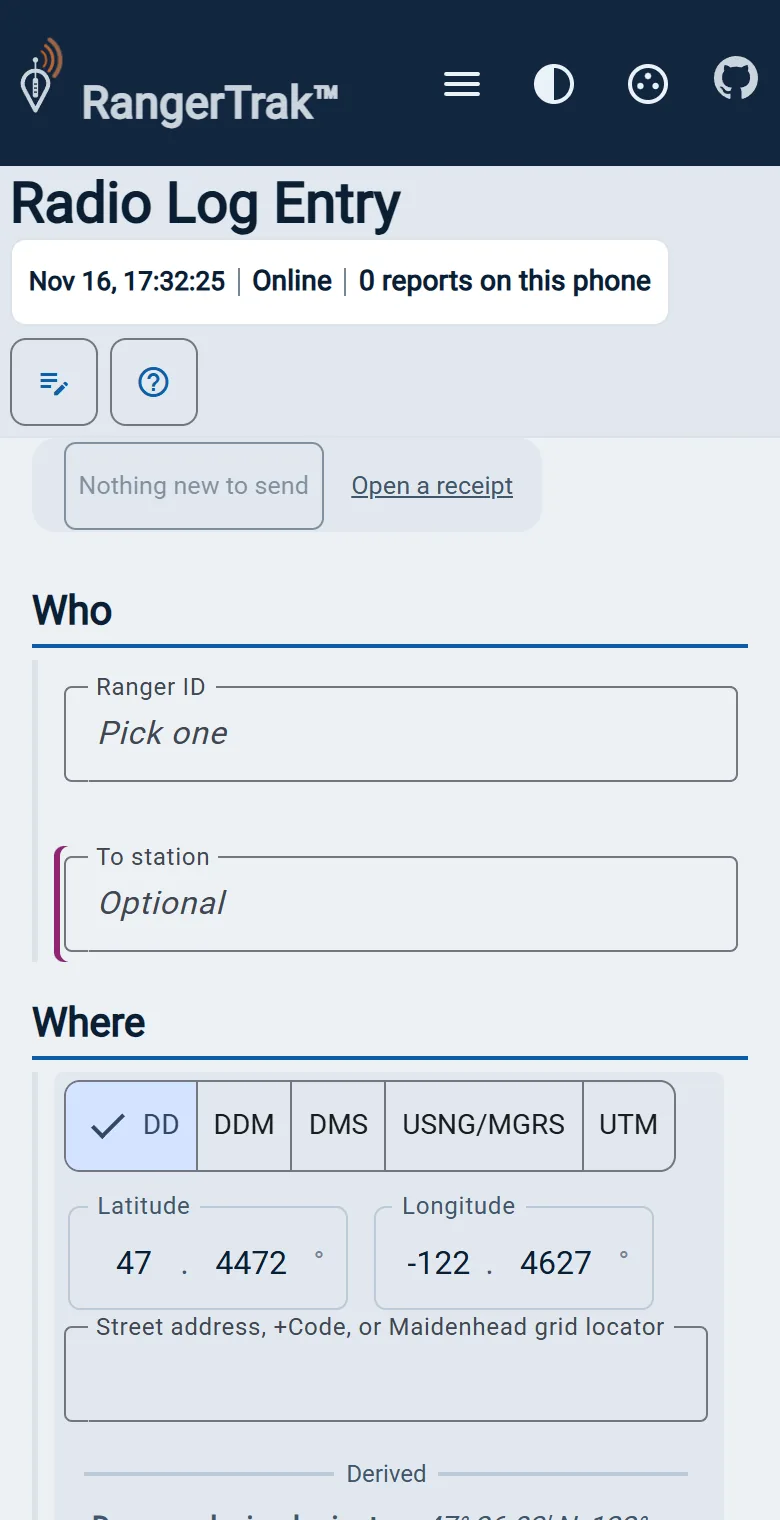 RangerTrak™
Radio Log Entry
Nov 16, 17:32:25 | Online | 0 reports on this phone
Nothing new to send Open a receipt
Who
Ranger ID
Pick one
To station
Optional
Where
DD DDM DMS USNG/MGRS UTM
Latitude Longitude
47 . 4472 ° -122 . 4627 °
Street address, +Code, or Maidenhead grid locator
Derived